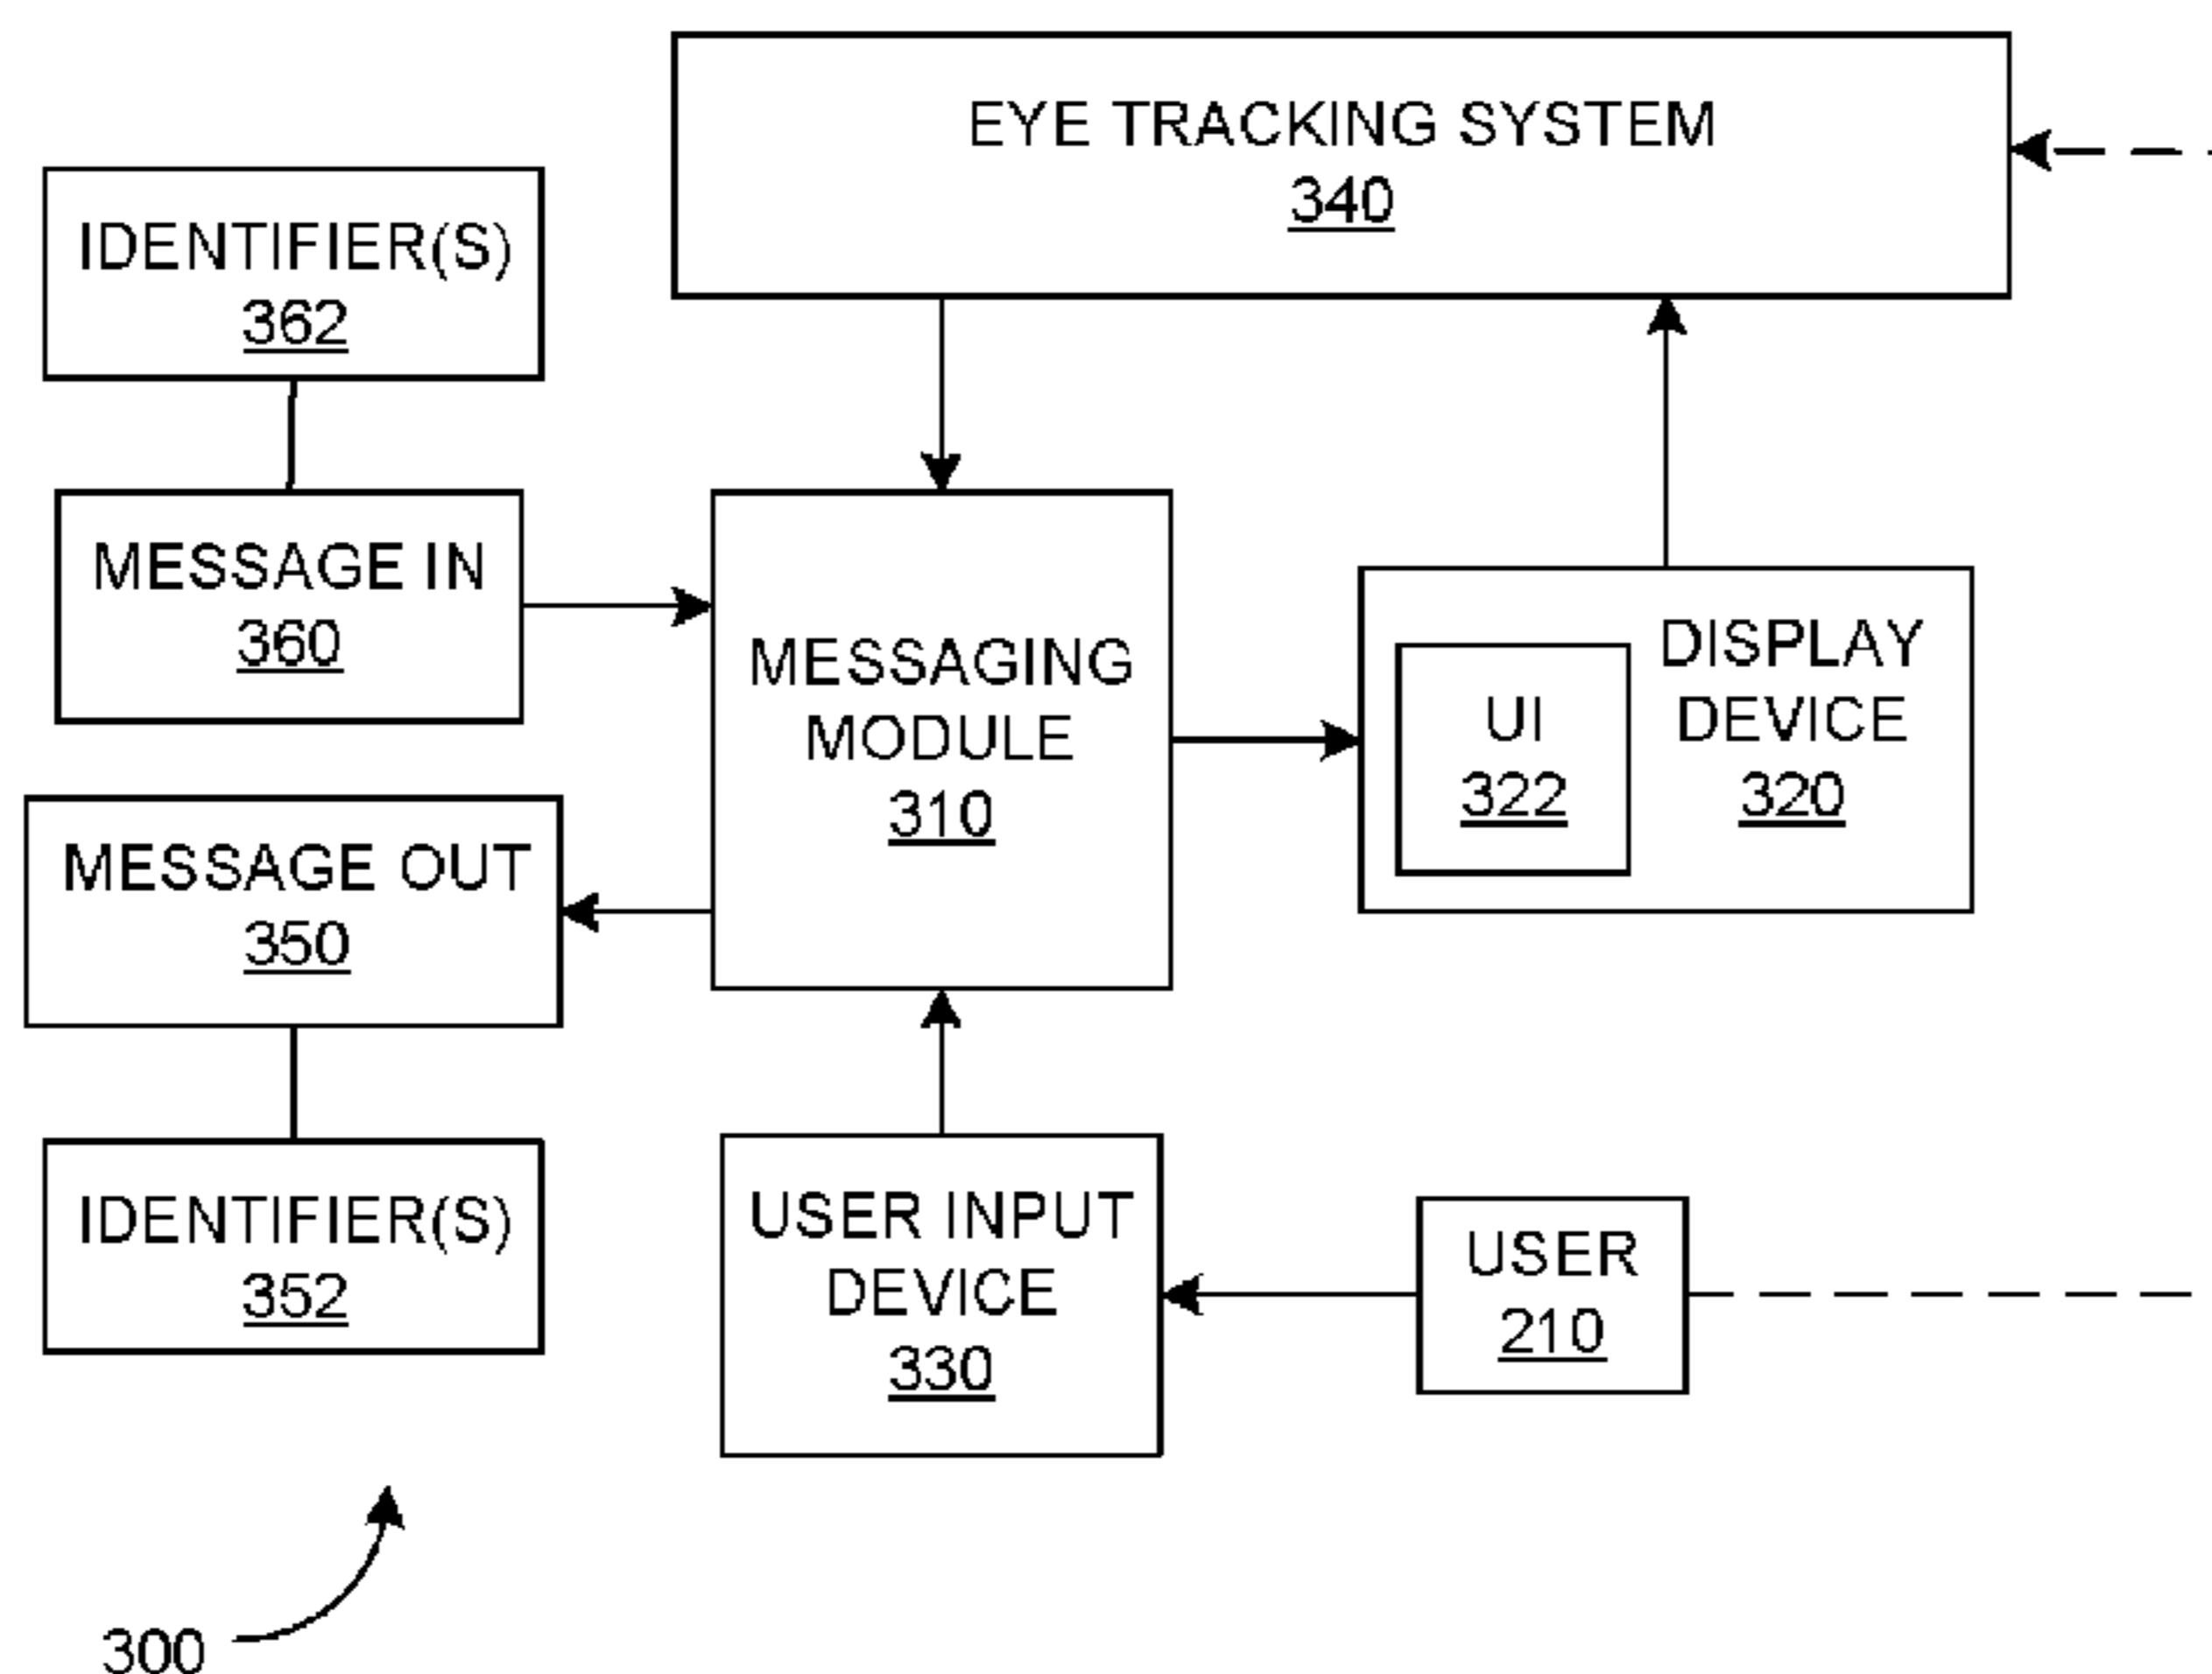 EYE TRACKING SYSTEM
340
IDENTIFIER(S)
362
MESSAGE IN
360
MESSAGING
MODULE
310
DISPLAY
DEVICE
320
UI
322
MESSAGE OUT
350
IDENTIFIER(S)
352
USER INPUT
DEVICE
330
USER
210
300